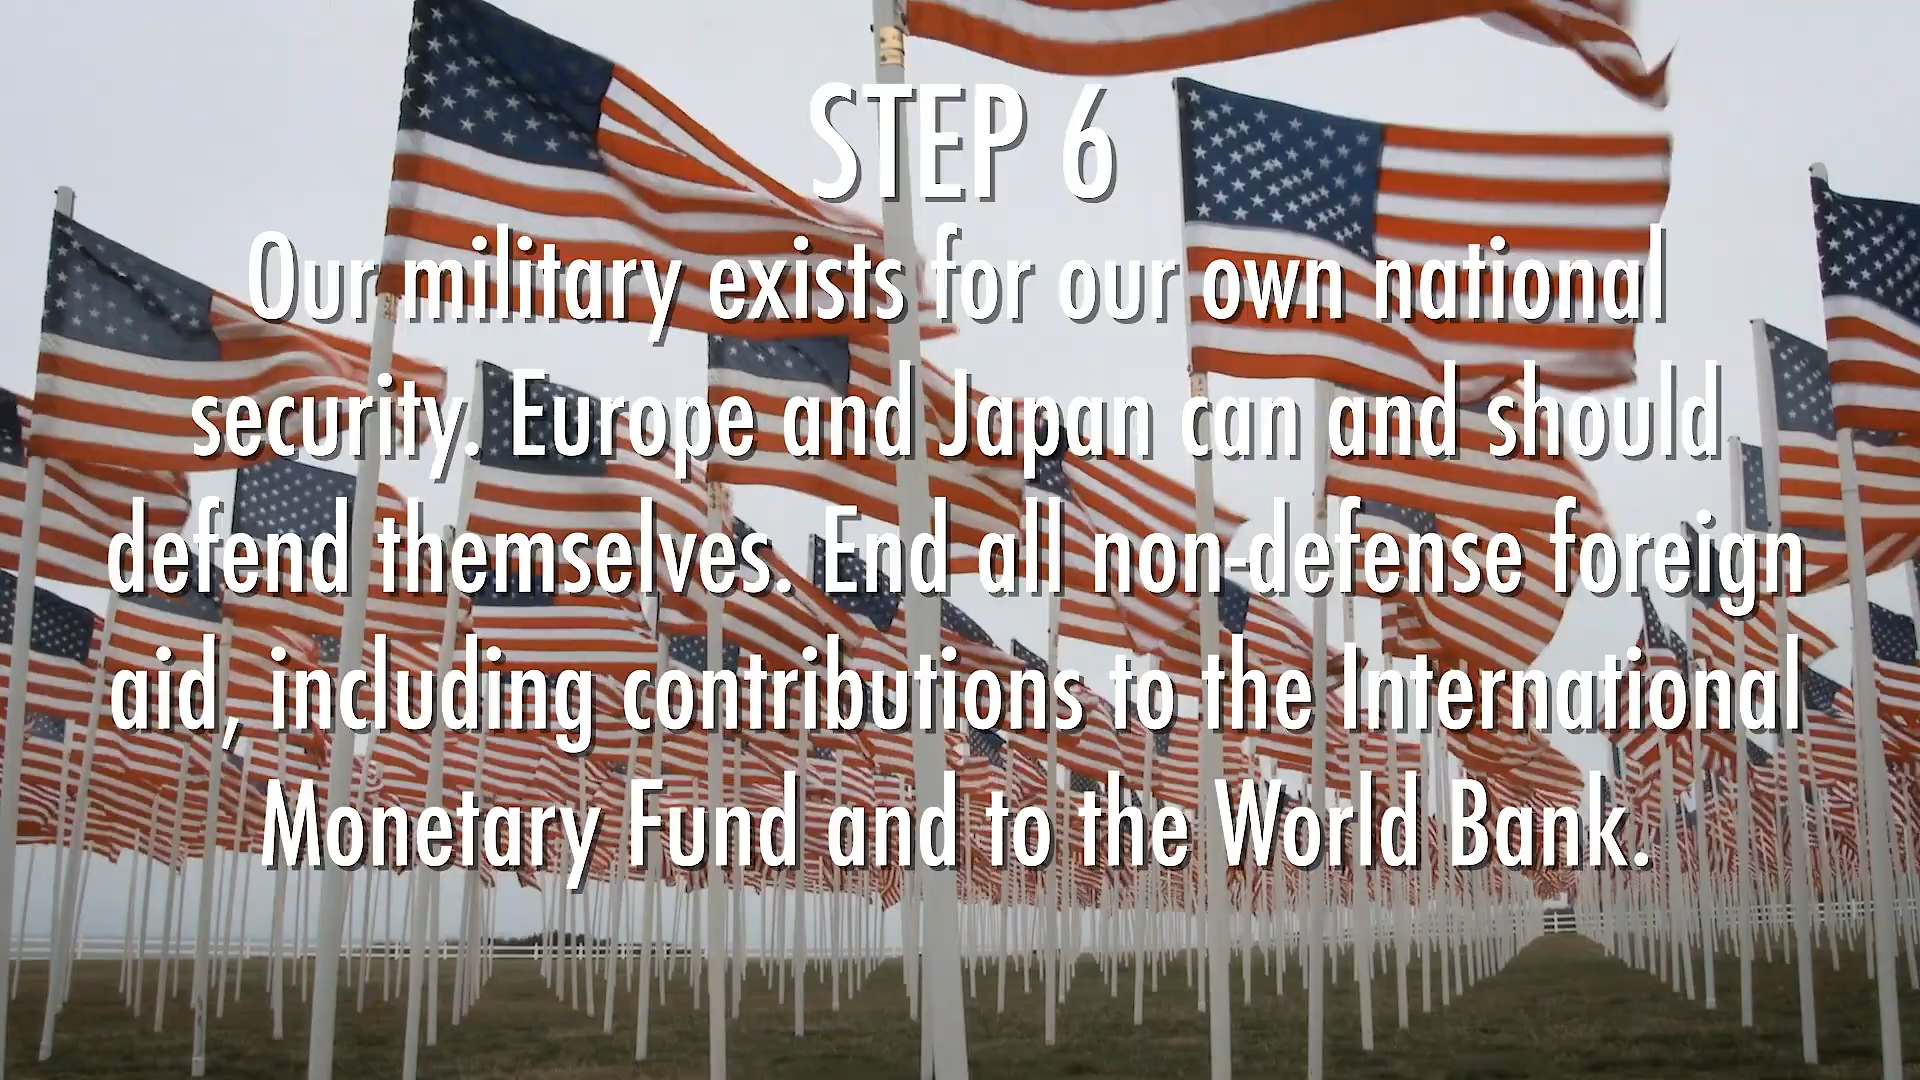 STEP 6
Our military exists for our own national
security. Europe and Japan can and should
defend themselves. End all non-defense foreign
aid, including contributions to the International
Monetary Fund and to the World Bank.